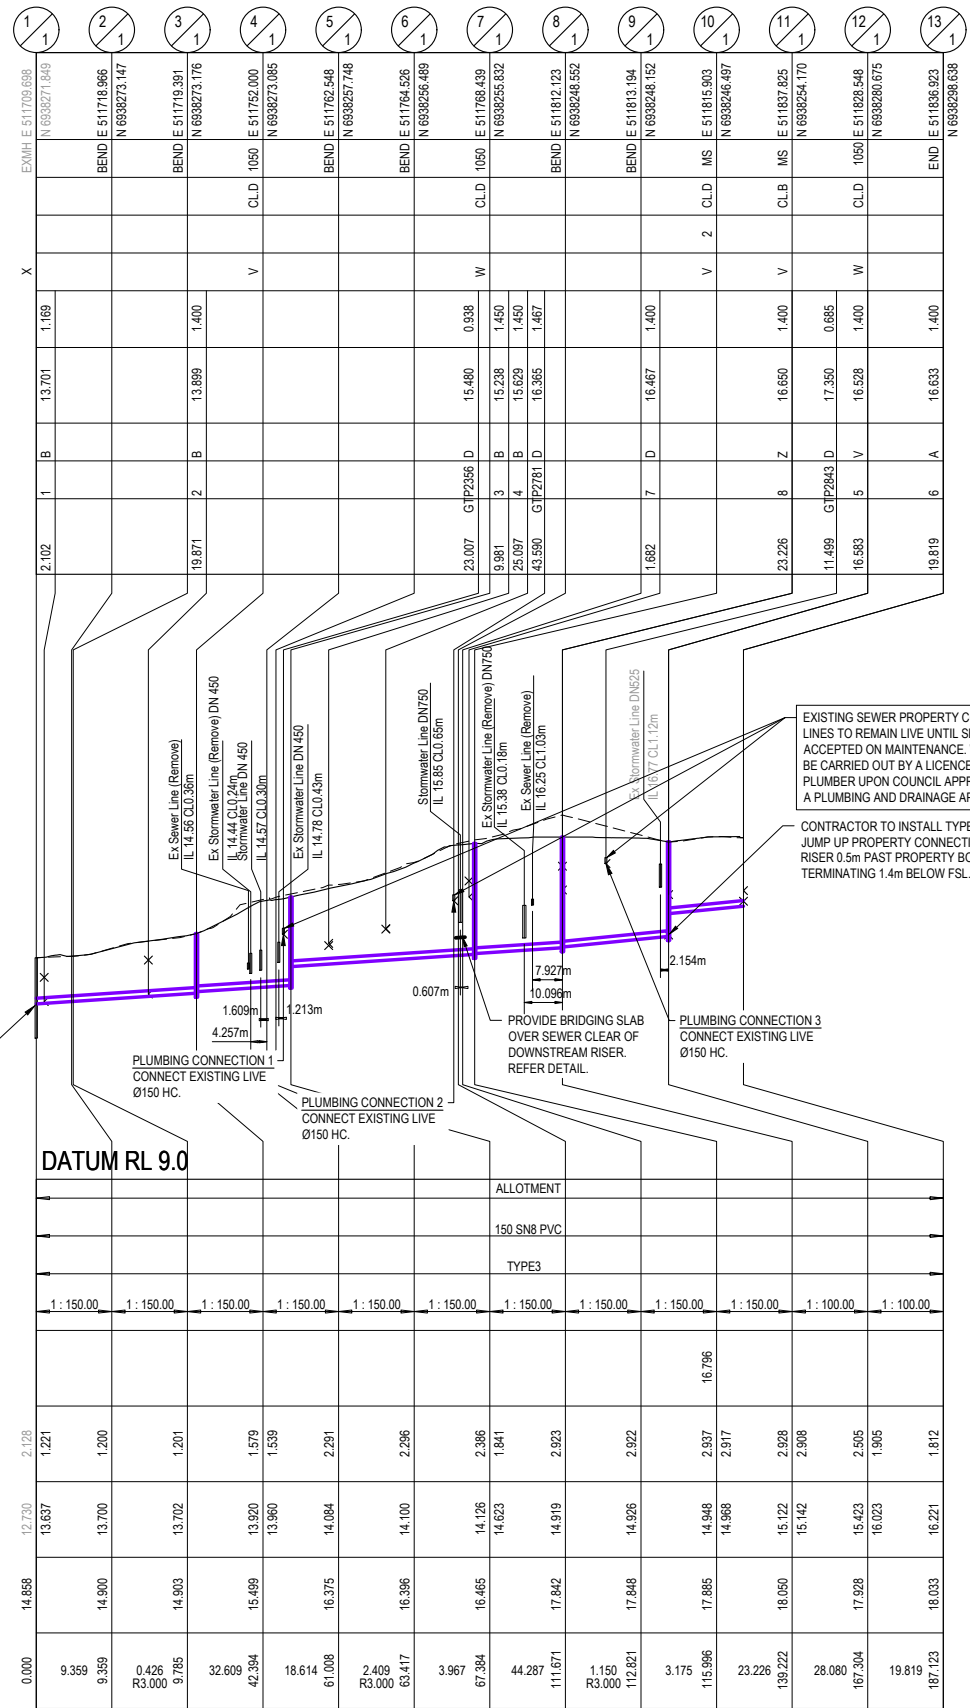 1/1
2/1
3/1
4/1
5/1
6/1
7/1
8/1
9/1
10/1
11/1
12/1
13/1
EXMH E 511709.698
N 6938271.849
BEND E 511718.966
N 6938273.147
BEND E 511719.391
N 6938273.176
1050 E 511752.000
N 6938273.085
BEND E 511762.548
N 6938257.748
BEND E 511764.526
N 6938256.489
1050 E 511768.439
N 6938255.832
BEND E 511812.123
N 6938248.552
BEND E 511813.194
N 6938248.152
MS E 511815.903
N 6938246.497
MS E 511837.825
N 6938254.170
1050 E 511828.548
N 6938280.675
END E 511836.923
N 6938298.638
CL.D CL.D CL.D CL.B CL.D
2
X V W V V W
1.169 1.400 0.938 1.450 1.450 1.467 1.400 1.400 0.685 1.400 1.400
13.701 13.899 15.480 15.238 15.629 16.365 16.467 16.650 17.350 16.528 16.633
B B D B B D D Z D V A
1 2 GTP2356 3 4 GTP2781 7 8 GTP2843 5 6
2.102 19.871 23.007 9.981 25.097 43.590 1.682 23.226 11.499 16.583 19.819
Ex Sewer Line (Remove)
IL 14.56 CL0.36m
Ex Stormwater Line (Remove) DN 450
IL 14.44 CL0.24m
Stormwater Line DN 450
IL 14.57 CL0.30m
Ex Stormwater Line DN 450
IL 14.78 CL0.43m
Stormwater Line DN750
IL 15.85 CL0.65m
Ex Stormwater Line (Remove) DN750
IL 15.38 CL0.18m
Ex Sewer Line (Remove)
IL 16.25 CL1.03m
Ex Stormwater Line DN525
IL 16.77 CL1.12m
EXISTING SEWER PROPERTY C
LINES TO REMAIN LIVE UNTIL S
ACCEPTED ON MAINTENANCE.
BE CARRIED OUT BY A LICENCE
PLUMBER UPON COUNCIL APPR
A PLUMBING AND DRAINAGE AP
CONTRACTOR TO INSTALL TYPE
JUMP UP PROPERTY CONNECTI
RISER 0.5m PAST PROPERTY BO
TERMINATING 1.4m BELOW FSL.
1.609m
4.257m
1.213m
0.607m
7.927m
10.096m
2.154m
PLUMBING CONNECTION 1
CONNECT EXISTING LIVE
Ø150 HC.
PLUMBING CONNECTION 2
CONNECT EXISTING LIVE
Ø150 HC.
PROVIDE BRIDGING SLAB
OVER SEWER CLEAR OF
DOWNSTREAM RISER.
REFER DETAIL.
PLUMBING CONNECTION 3
CONNECT EXISTING LIVE
Ø150 HC.
DATUM RL 9.0
ALLOTMENT
150 SN8 PVC
TYPE3
1 : 150.00 1 : 150.00 1 : 150.00 1 : 150.00 1 : 150.00 1 : 150.00 1 : 150.00 1 : 150.00 1 : 150.00 1 : 150.00 1 : 100.00 1 : 100.00
16.796
2.128 1.221 1.200 1.201 1.579 1.539 2.291 2.296 2.386 1.841 2.923 2.922 2.937 2.917 2.928 2.908 2.505 1.905 1.812
12.730 13.637 13.700 13.702 13.920 13.960 14.084 14.100 14.126 14.623 14.919 14.926 14.948 14.968 15.122 15.142 15.423 16.023 16.221
14.858 14.900 14.903 15.499 16.375 16.396 16.465 17.842 17.848 17.885 18.050 17.928 18.033
9.359 0.426 32.609 18.614 2.409 3.967 44.287 1.150 3.175 23.226 28.080 19.819
R3.000 R3.000 R3.000
0.000 9.359 9.785 42.394 61.008 63.417 67.384 111.671 112.821 115.996 139.222 167.304 187.123